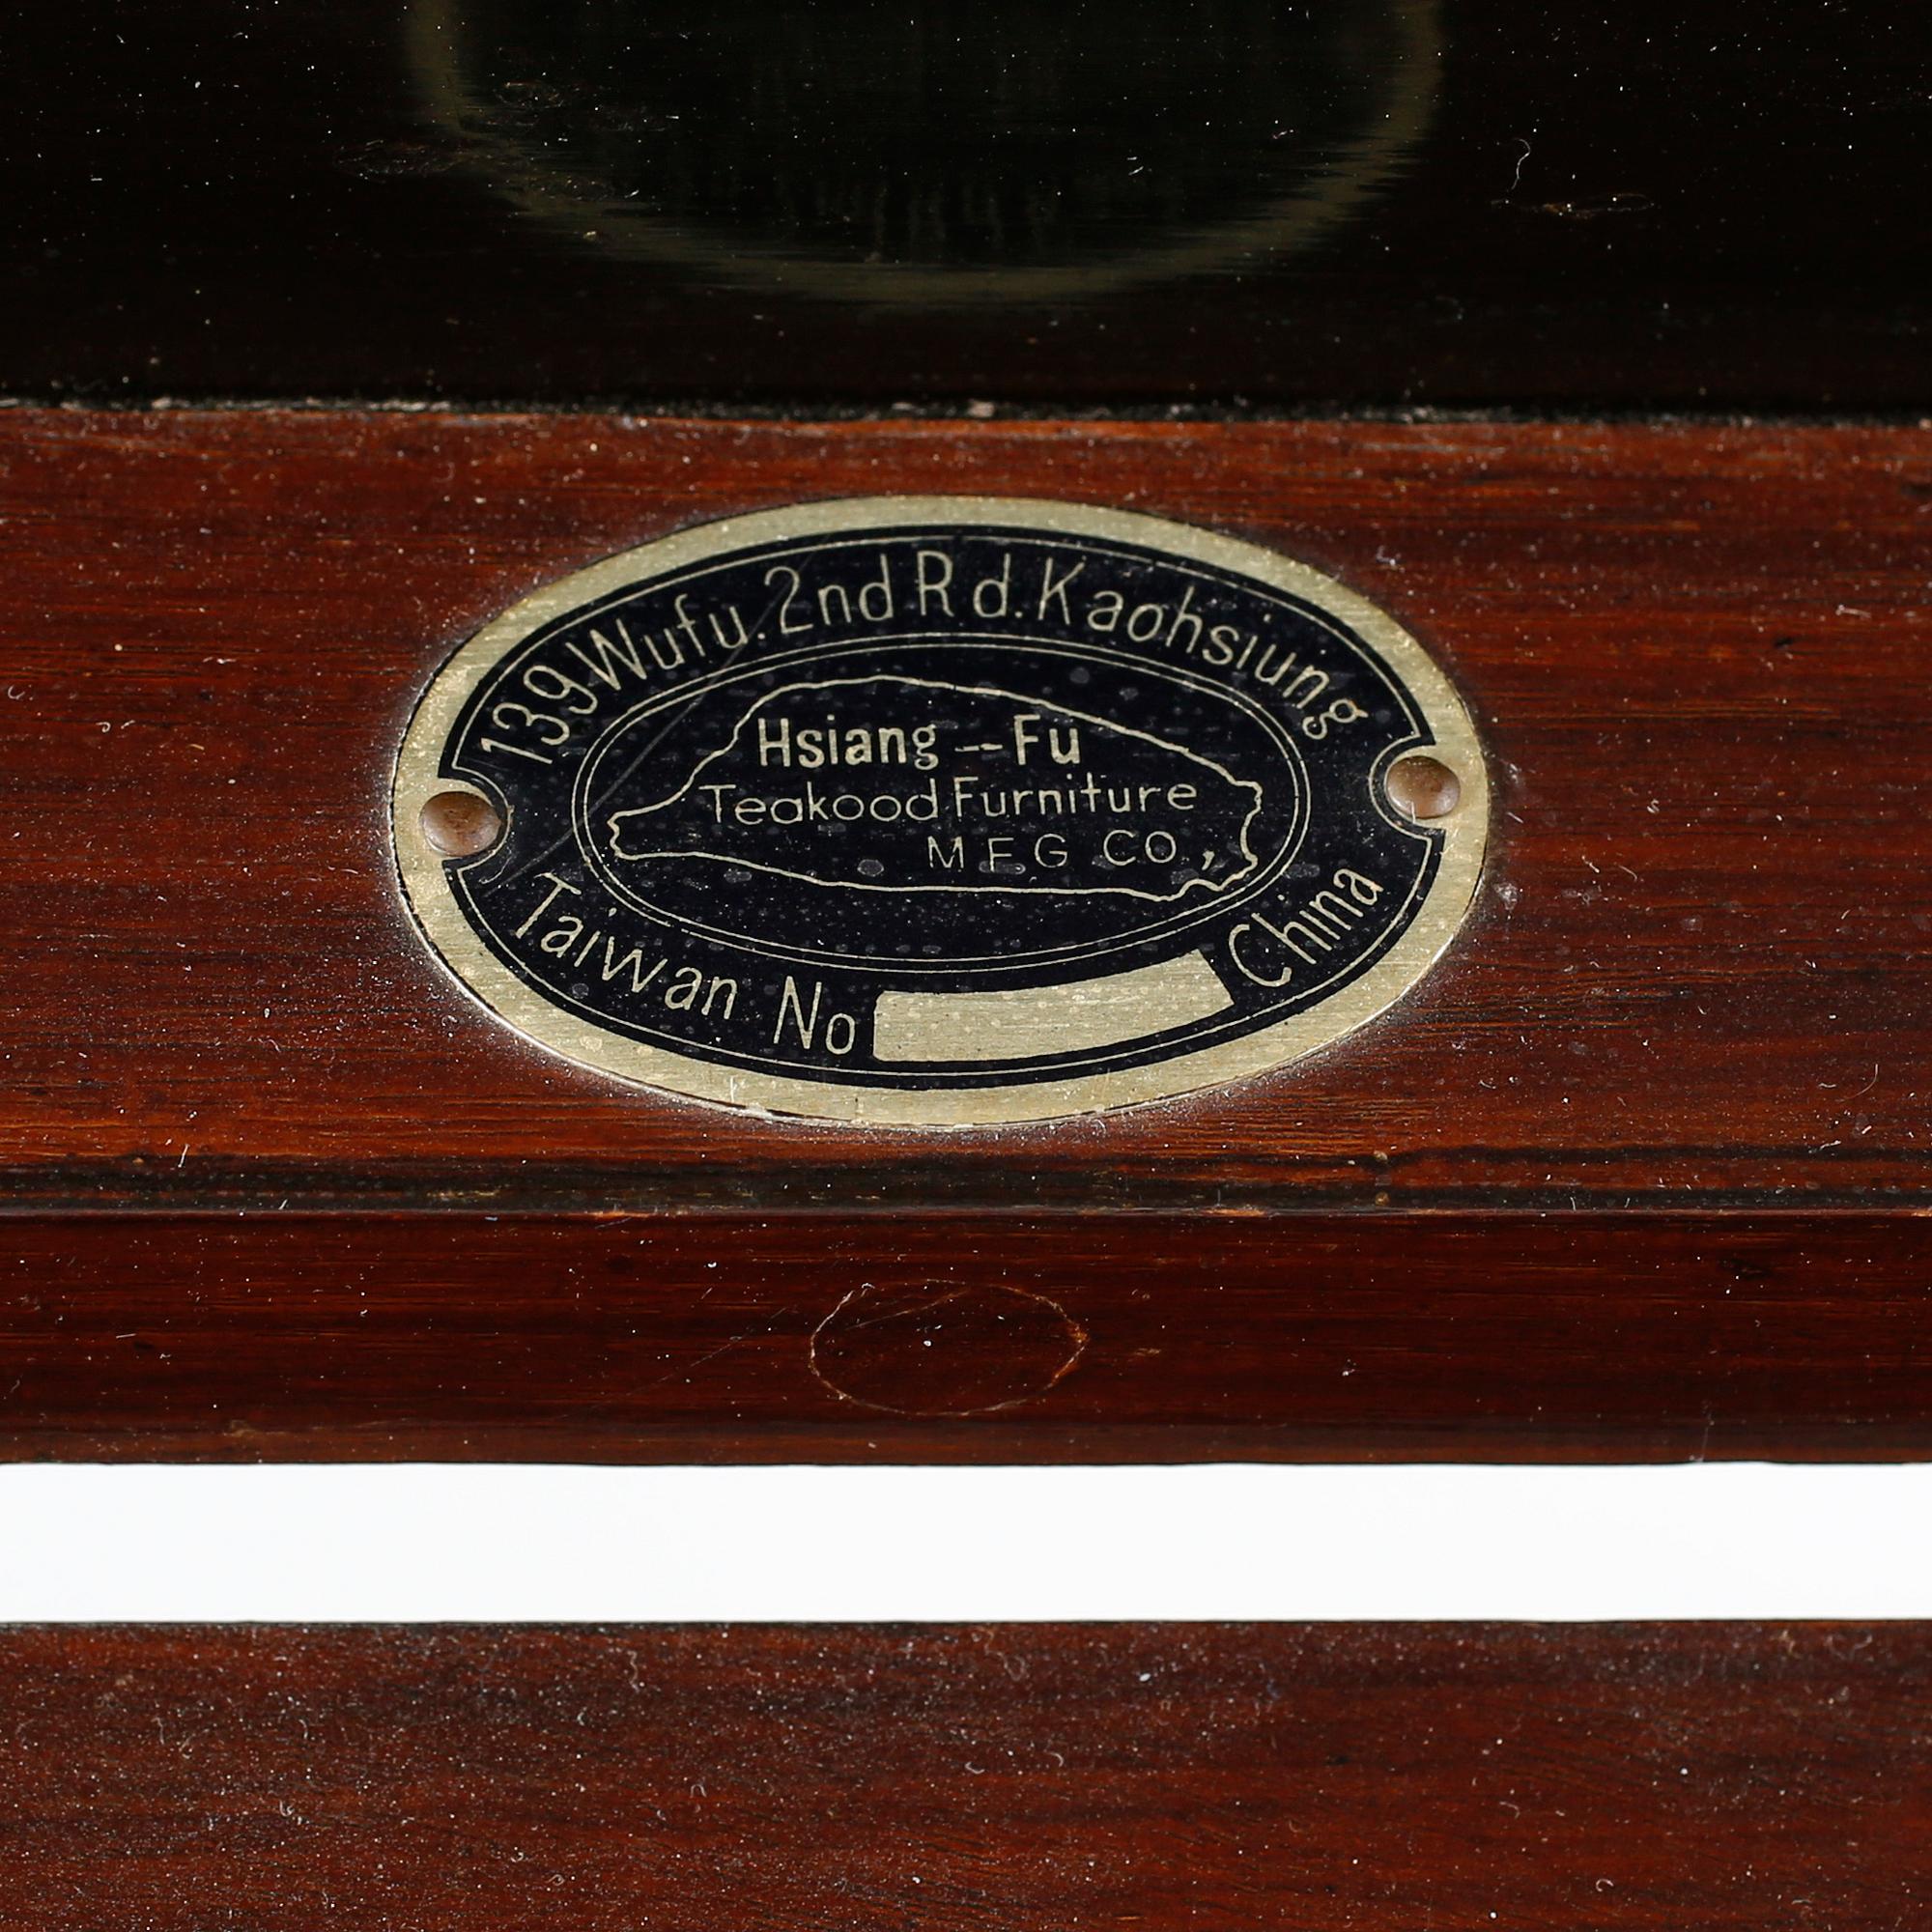 139 Wufu. 2nd Rd. Kaohsiung
Hsiang -- Fu
Teakood Furniture
MFG CO,
Taiwan No China